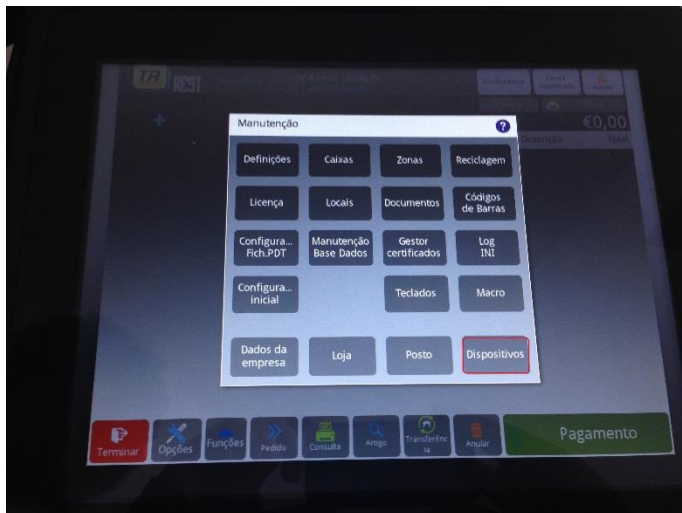 TR REST
€0,00
Descrição Total
Manutenção ?
Definições Caixas Zonas Reciclagem
Licença Locais Documentos Códigos de Barras
Configura... Fich.PDT Manutenção Base Dados Gestor certificados Log INI
Configura... inicial Teclados Macro
Dados da empresa Loja Posto Dispositivos
Terminar Opções Funções Pedido Consulta Artigo Transferênc ia Anular Pagamento